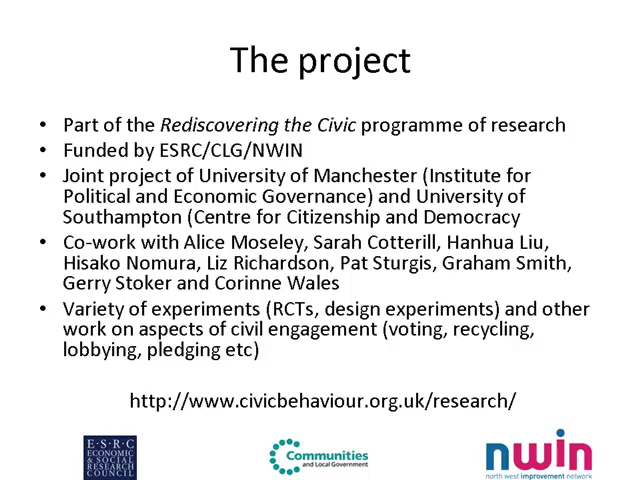 The project
• Part of the Rediscovering the Civic programme of research
• Funded by ESRC/CLG/NWIN
• Joint project of University of Manchester (Institute for
Political and Economic Governance) and University of
Southampton (Centre for Citizenship and Democracy
• Co-work with Alice Moseley, Sarah Cotterill, Hanhua Liu,
Hisako Nomura, Liz Richardson, Pat Sturgis, Graham Smith,
Gerry Stoker and Corinne Wales
• Variety of experiments (RCTs, design experiments) and other
work on aspects of civil engagement (voting, recycling,
lobbying, pledging etc)
http://www.civicbehaviour.org.uk/research/
E·S·R·C
ECONOMIC
& SOCIAL
RESEARCH
COUNCIL
Communities
and Local Government
nwin
north west improvement network